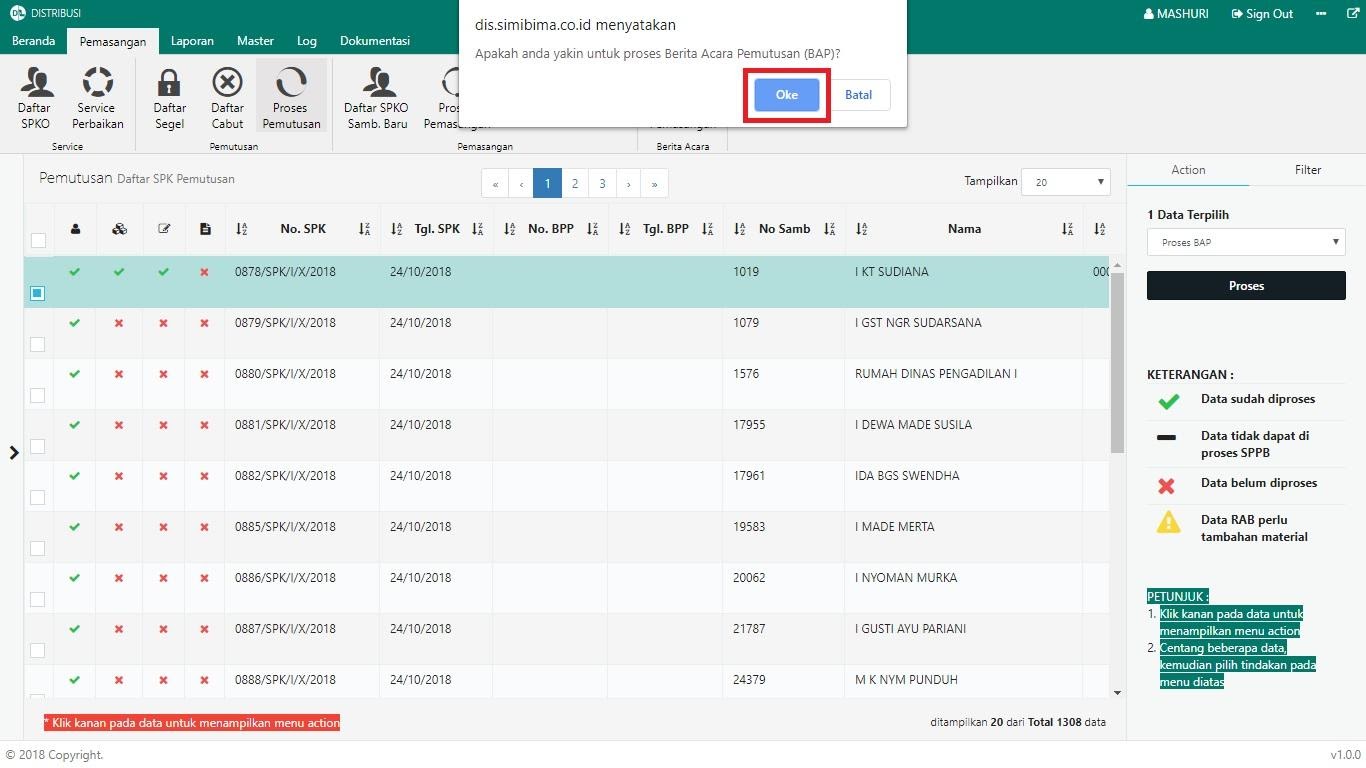 DISTRIBUSI
MASHURI Sign Out
dis.simibima.co.id menyatakan
Apakah anda yakin untuk proses Berita Acara Pemutusan (BAP)?
Oke Batal
Beranda Pemasangan Laporan Master Log Dokumentasi
Daftar SPKO
Service Perbaikan
Service
Daftar Segel
Daftar Cabut
Proses Pemutusan
Pemutusan
Daftar SPKO Samb. Baru
Pemasangan
Berita Acara
Pemutusan Daftar SPK Pemutusan
« ‹ 1 2 3 › »
Tampilkan 20
No. SPK Tgl. SPK No. BPP Tgl. BPP No Samb Nama
0878/SPK/I/X/2018 24/10/2018 1019 I KT SUDIANA
0879/SPK/I/X/2018 24/10/2018 1079 I GST NGR SUDARSANA
0880/SPK/I/X/2018 24/10/2018 1576 RUMAH DINAS PENGADILAN I
0881/SPK/I/X/2018 24/10/2018 17955 I DEWA MADE SUSILA
0882/SPK/I/X/2018 24/10/2018 17961 IDA BGS SWENDHA
0885/SPK/I/X/2018 24/10/2018 19583 I MADE MERTA
0886/SPK/I/X/2018 24/10/2018 20062 I NYOMAN MURKA
0887/SPK/I/X/2018 24/10/2018 21787 I GUSTI AYU PARIANI
0888/SPK/I/X/2018 24/10/2018 24379 M K NYM PUNDUH
* Klik kanan pada data untuk menampilkan menu action
ditampilkan 20 dari Total 1308 data
Action Filter
1 Data Terpilih
Proses BAP
Proses
KETERANGAN :
Data sudah diproses
Data tidak dapat di
proses SPPB
Data belum diproses
Data RAB perlu
tambahan material
PETUNJUK :
1. Klik kanan pada data untuk
menampilkan menu action
2. Centang beberapa data,
kemudian pilih tindakan pada
menu diatas
© 2018 Copyright.
v1.0.0